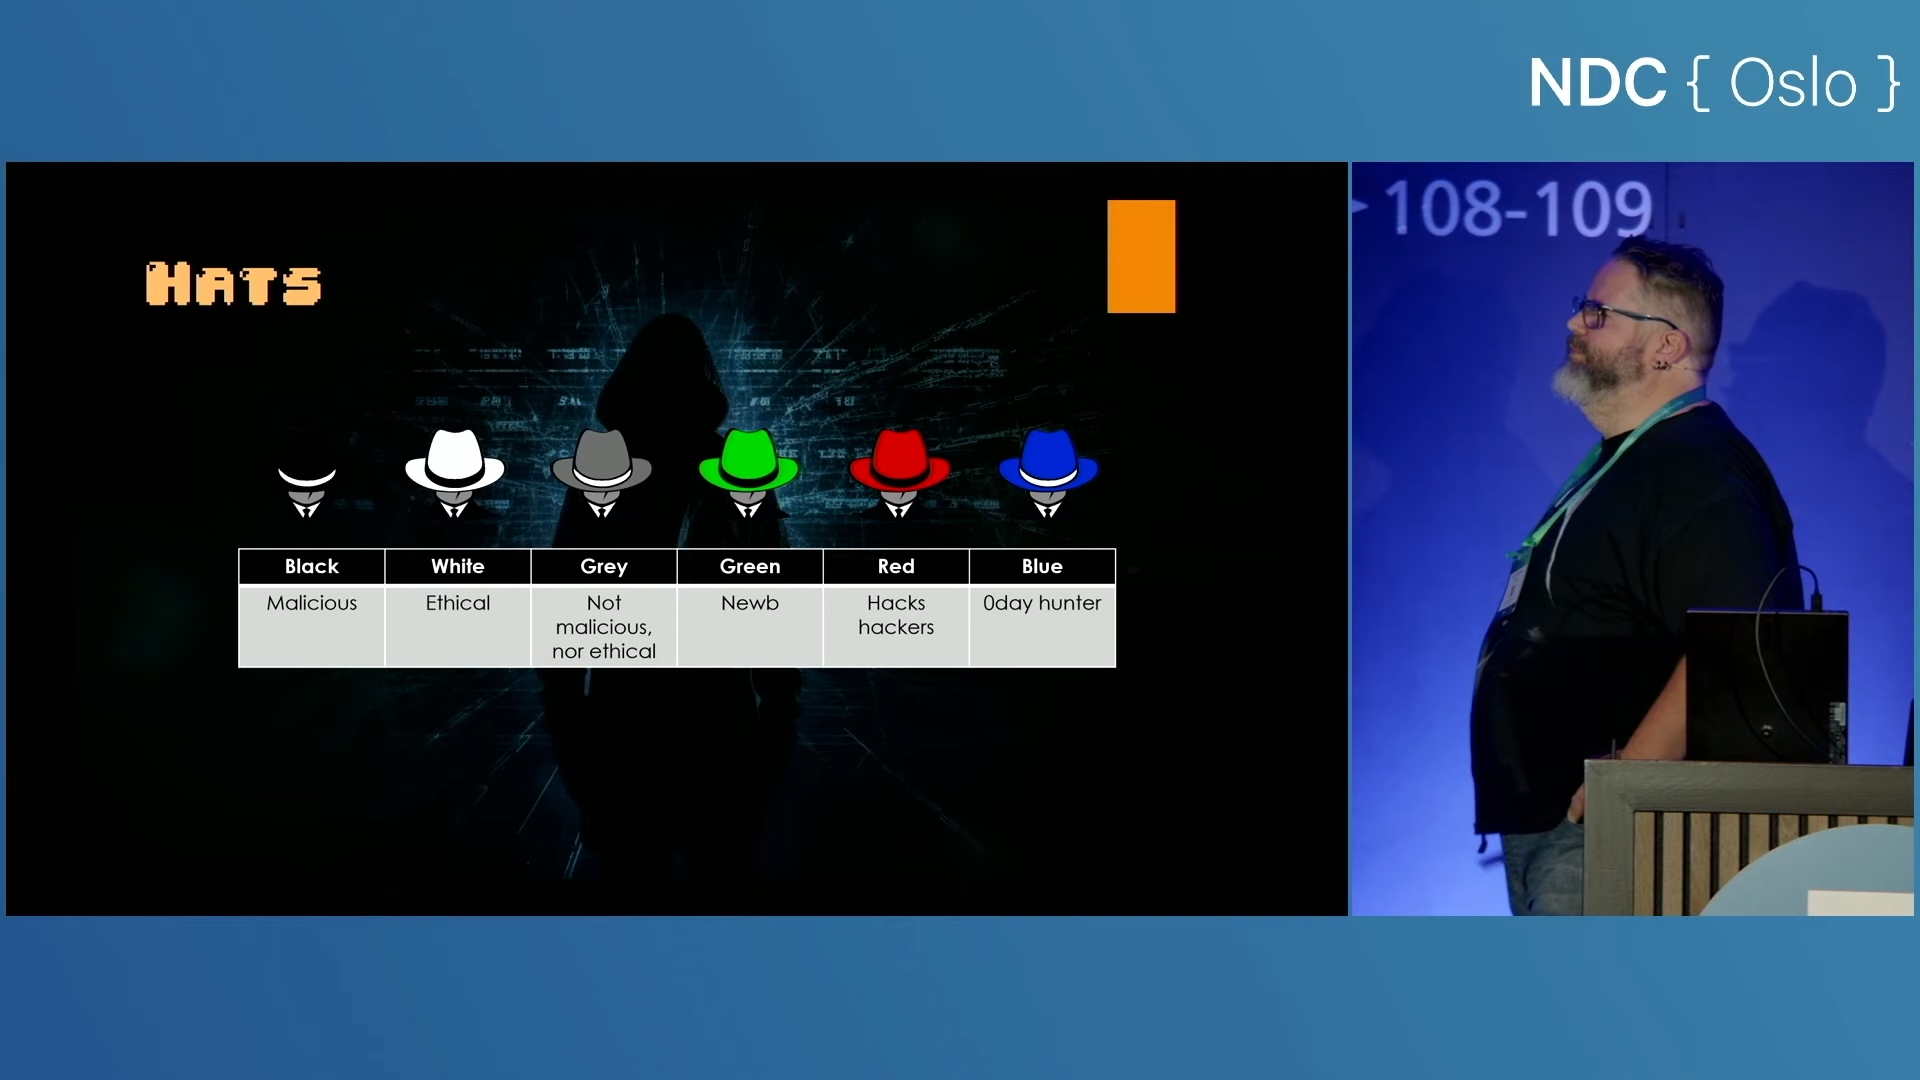 NDC { Oslo }
108-109
Hats
Black White Grey Green Red Blue
Malicious Ethical Not malicious, nor ethical Newb Hacks hackers 0day hunter